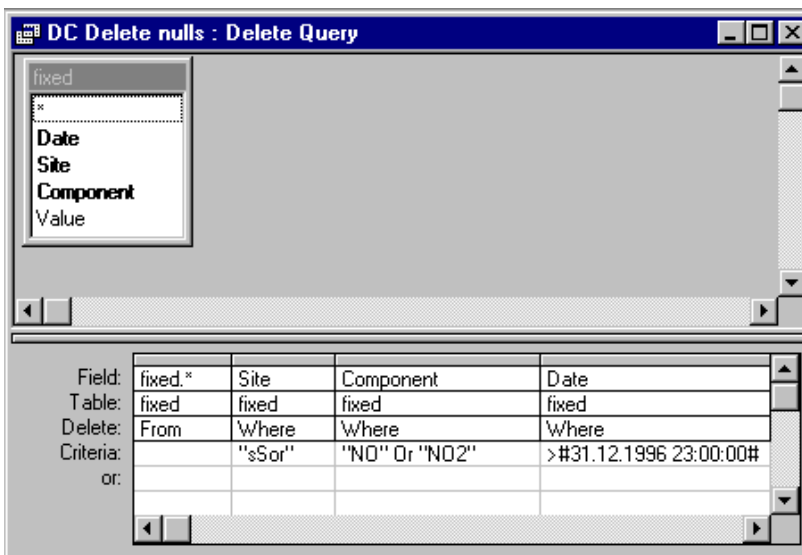 DC Delete nulls : Delete Query
fixed
*
Date
Site
Component
Value
Field: fixed.* Site Component Date
Table: fixed fixed fixed fixed
Delete: From Where Where Where
Criteria: "sSor" "NO" Or "NO2" >#31.12.1996 23:00:00#
or: